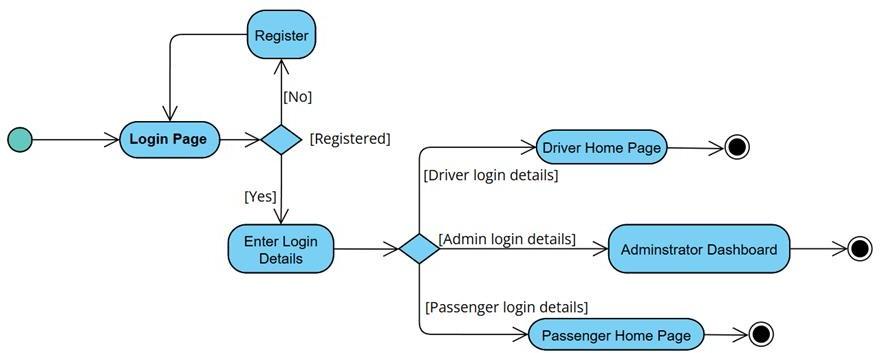 Register
[No]
Login Page
[Registered]
Driver Home Page
[Driver login details]
[Yes]
Enter Login
Details
[Admin login details]
Adminstrator Dashboard
[Passenger login details]
Passenger Home Page